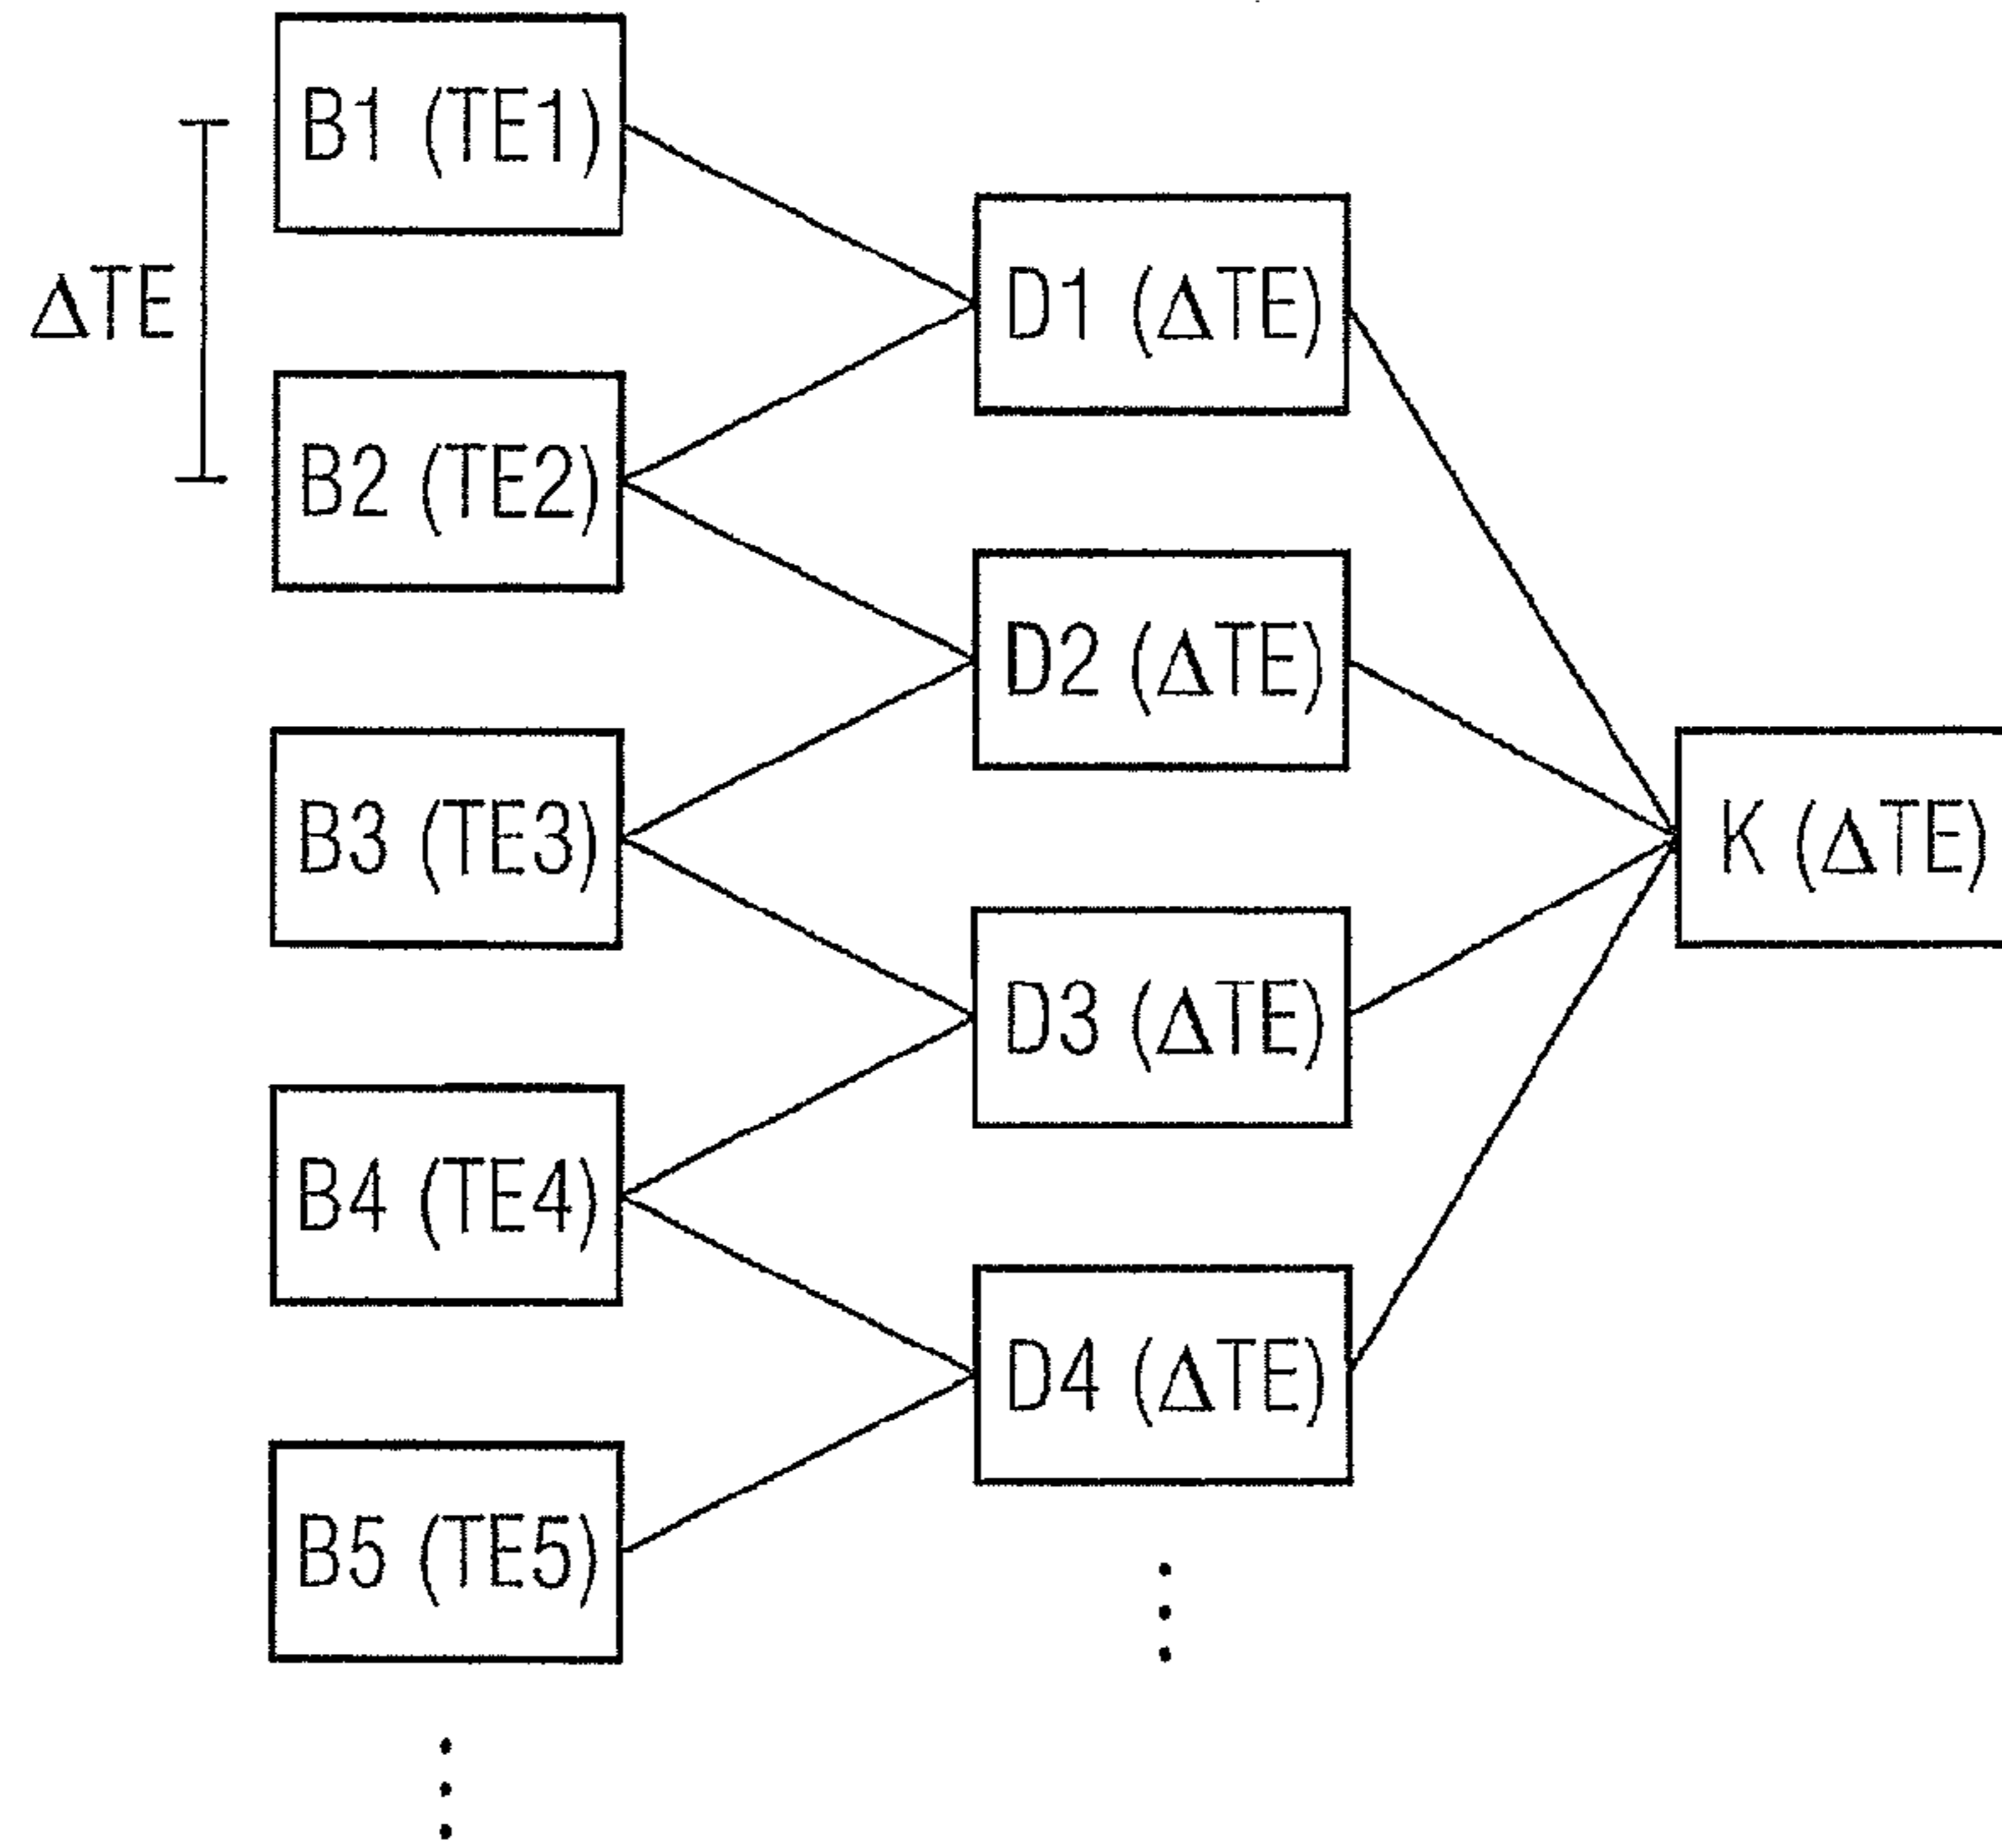 B1 (TE1)
ΔTE
D1 (ΔTE)
B2 (TE2)
D2 (ΔTE)
B3 (TE3)
K (ΔTE)
D3 (ΔTE)
B4 (TE4)
D4 (ΔTE)
B5 (TE5)